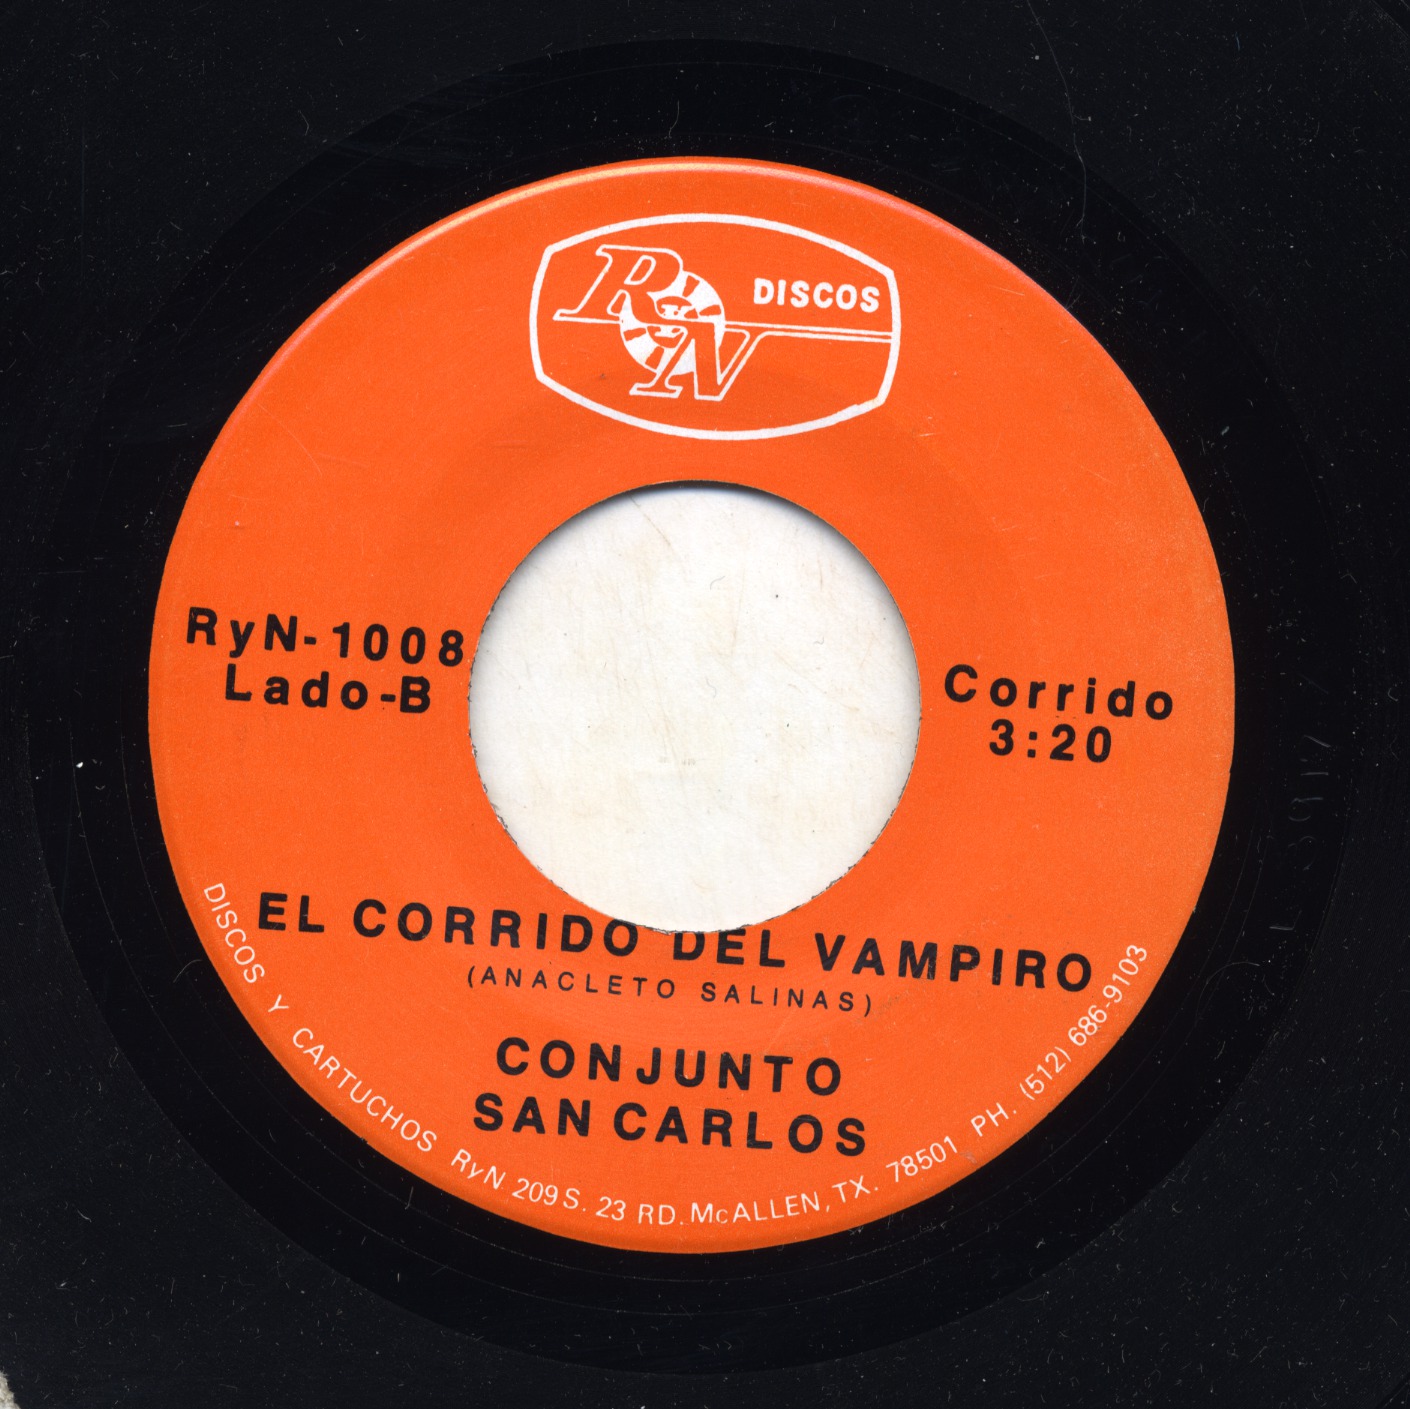 RyN DISCOS
RyN-1008
Lado-B
Corrido
3:20
EL CORRIDO DEL VAMPIRO
(ANACLETO SALINAS)
CONJUNTO
SAN CARLOS
DISCOS Y CARTUCHOS RyN 209 S. 23 RD. McALLEN, TX. 78501 PH. (512) 686-9103